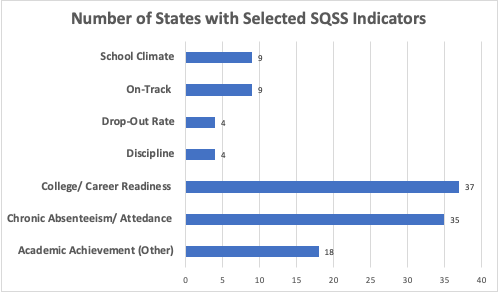 Number of States with Selected SQSS Indicators
School Climate 9
On-Track 9
Drop-Out Rate 4
Discipline 4
College/ Career Readiness 37
Chronic Absenteeism/ Attedance 35
Academic Achievement (Other) 18
0 5 10 15 20 25 30 35 40